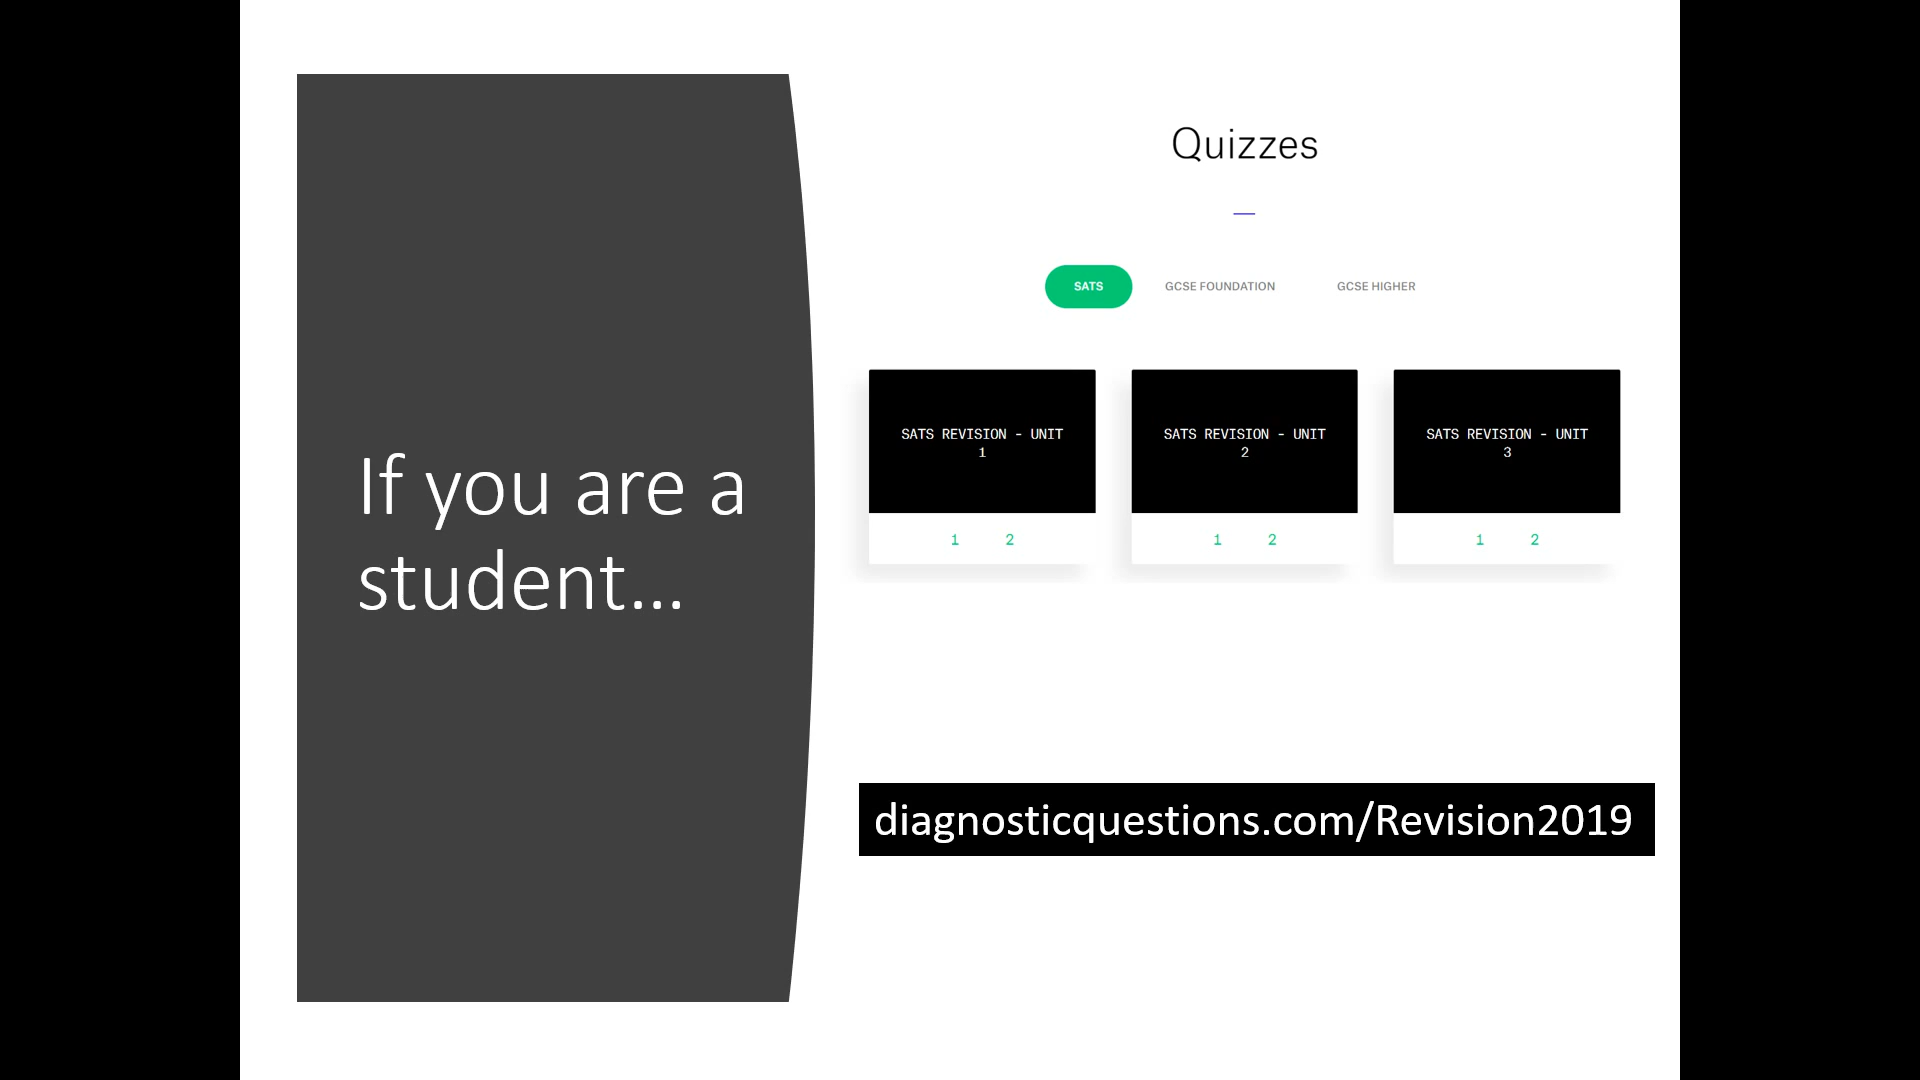 If you are a
student...
Quizzes
SATS GCSE FOUNDATION GCSE HIGHER
SATS REVISION - UNIT
1
1 2
SATS REVISION - UNIT
2
1 2
SATS REVISION - UNIT
3
1 2
diagnosticquestions.com/Revision2019